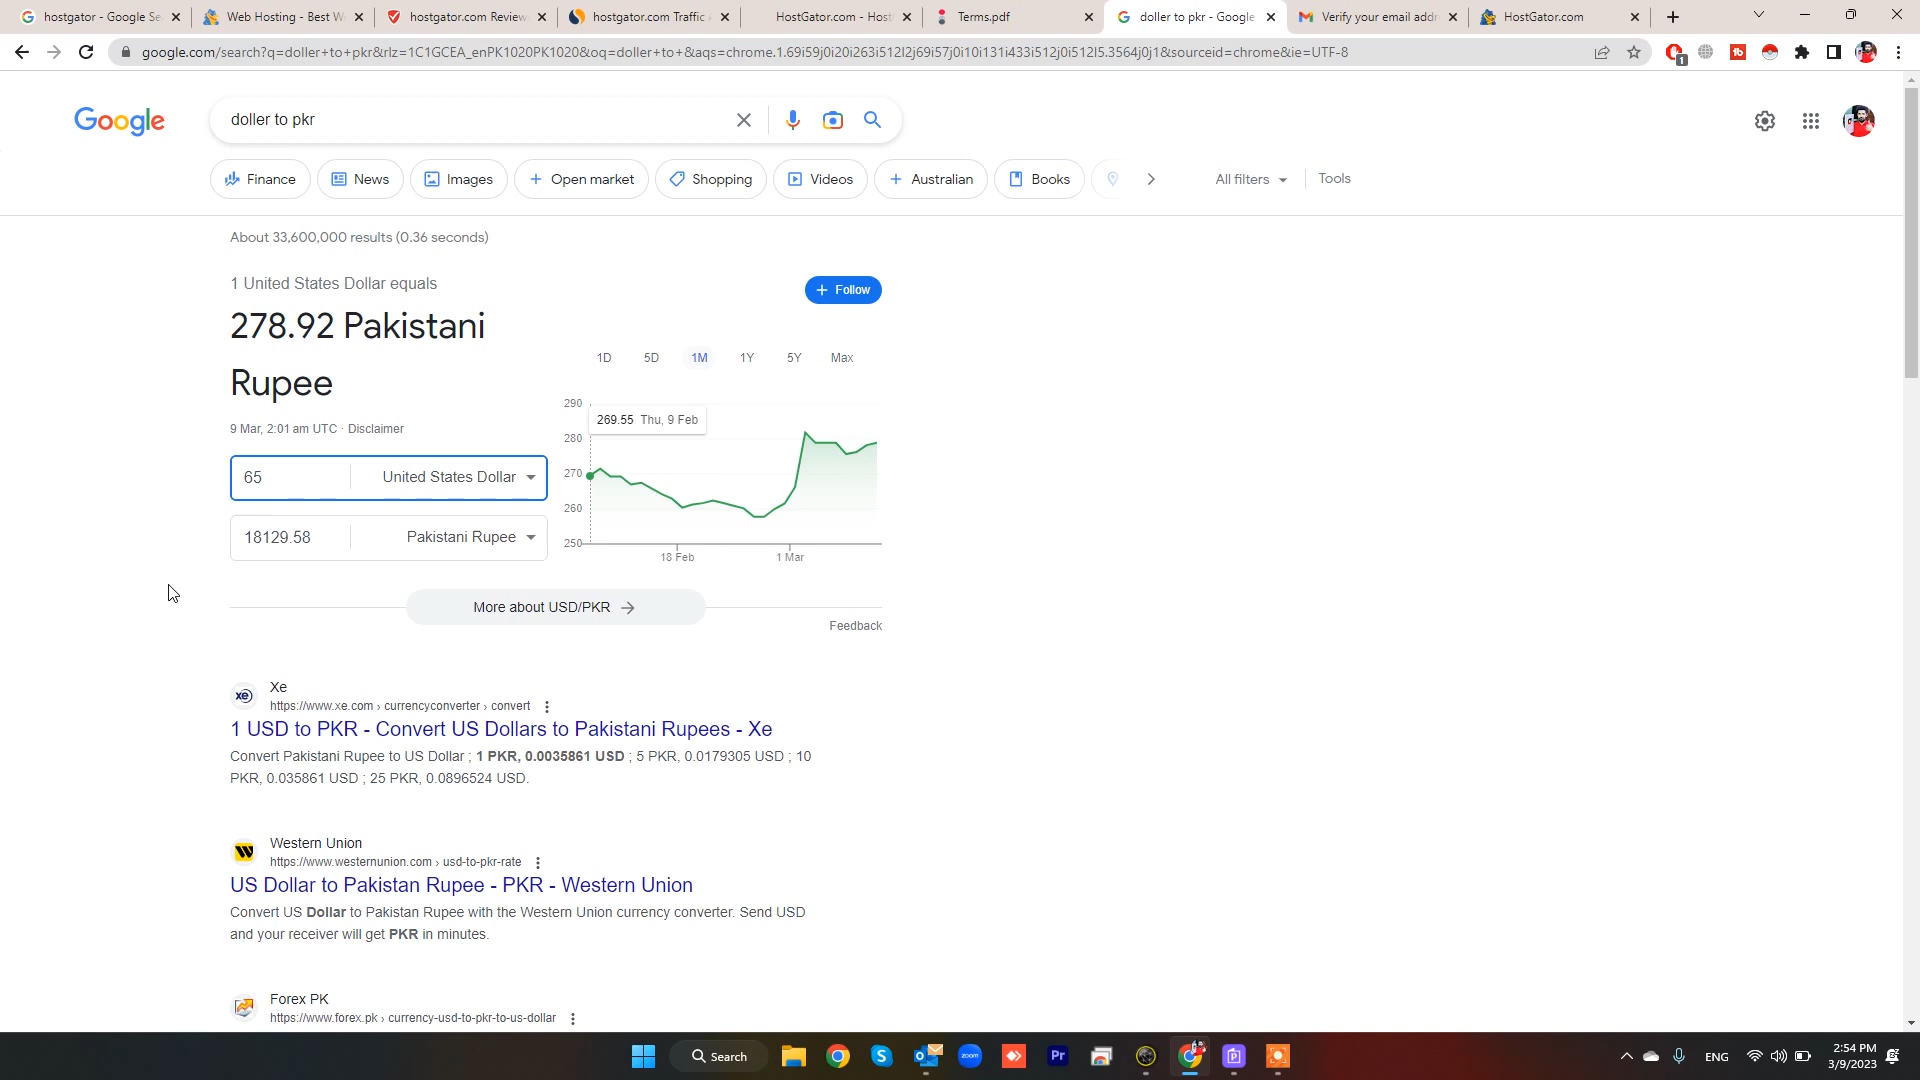 hostgator - Google Se
Web Hosting - Best W
hostgator.com Review
hostgator.com Traffic
HostGator.com - Host
Terms.pdf
doller to pkr - Google
Verify your email addr
HostGator.com
google.com/search?q=doller+to+pkr&rlz=1C1GCEA_enPK1020PK1020&oq=doller+to+&aqs=chrome.1.69i59j0i20i263i512l2j69i57j0i10i131i433i512j0i512l5.3564j0j1&sourceid=chrome&ie=UTF-8
1
Google
doller to pkr
Finance
News
Images
Open market
Shopping
Videos
Australian
Books
All filters
Tools
About 33,600,000 results (0.36 seconds)
1 United States Dollar equals
Follow
278.92 Pakistani
Rupee
1D 5D 1M 1Y 5Y Max
9 Mar, 2:01 am UTC · Disclaimer
65 United States Dollar
18129.58 Pakistani Rupee
290
269.55 Thu, 9 Feb
280
270
260
250
18 Feb 1 Mar
More about USD/PKR
Feedback
xe
Xe
https://www.xe.com › currencyconverter › convert
1 USD to PKR - Convert US Dollars to Pakistani Rupees - Xe
Convert Pakistani Rupee to US Dollar ; 1 PKR, 0.0035861 USD ; 5 PKR, 0.0179305 USD ; 10
PKR, 0.035861 USD ; 25 PKR, 0.0896524 USD.
Western Union
https://www.westernunion.com › usd-to-pkr-rate
US Dollar to Pakistan Rupee - PKR - Western Union
Convert US Dollar to Pakistan Rupee with the Western Union currency converter. Send USD
and your receiver will get PKR in minutes.
Forex PK
https://www.forex.pk › currency-usd-to-pkr-to-us-dollar
Search
zoom
Pr
ENG
2:54 PM
3/9/2023